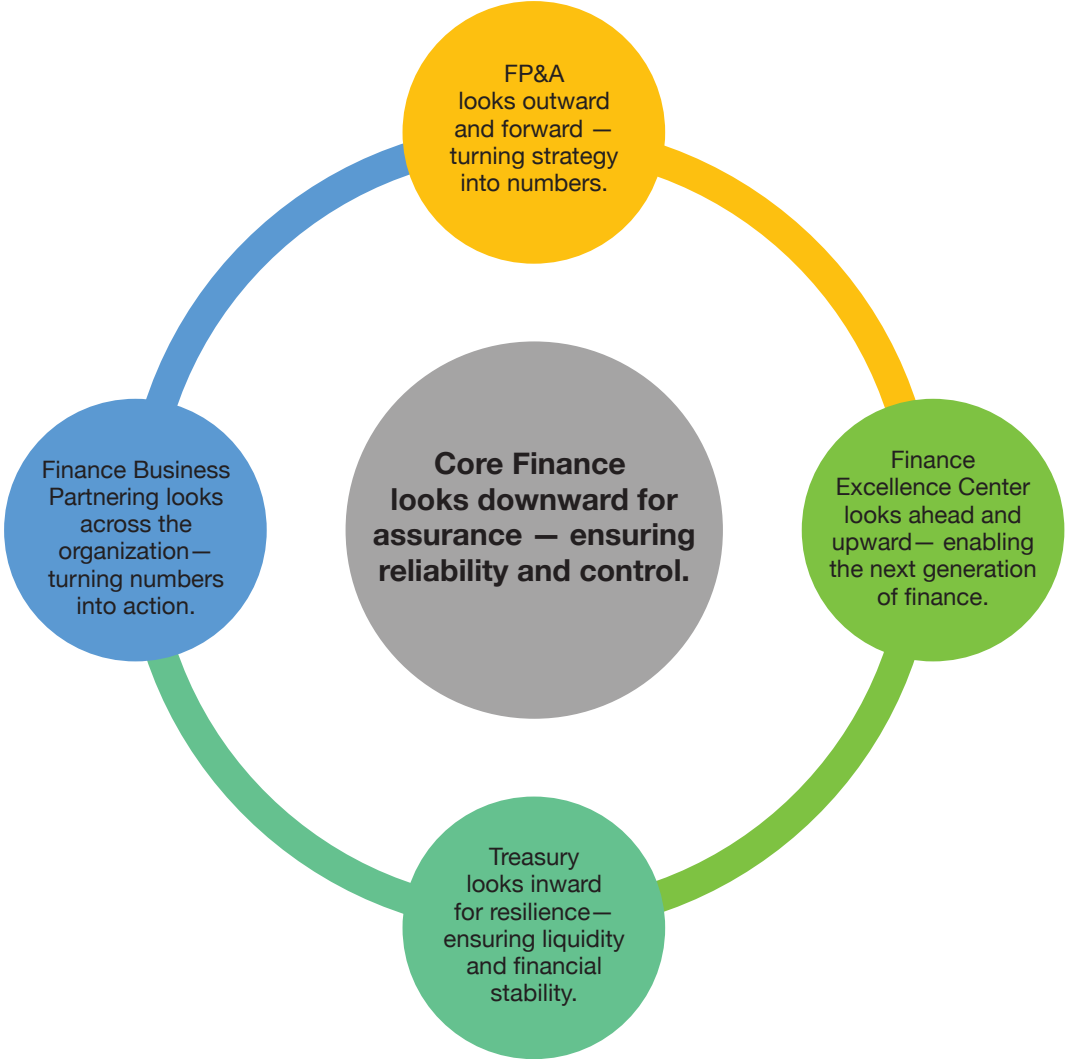 FP&A
looks outward
and forward —
turning strategy
into numbers.
Finance Business
Partnering looks
across the
organization—
turning numbers
into action.
Core Finance
looks downward for
assurance — ensuring
reliability and control.
Finance
Excellence Center
looks ahead and
upward— enabling
the next generation
of finance.
Treasury
looks inward
for resilience—
ensuring liquidity
and financial
stability.